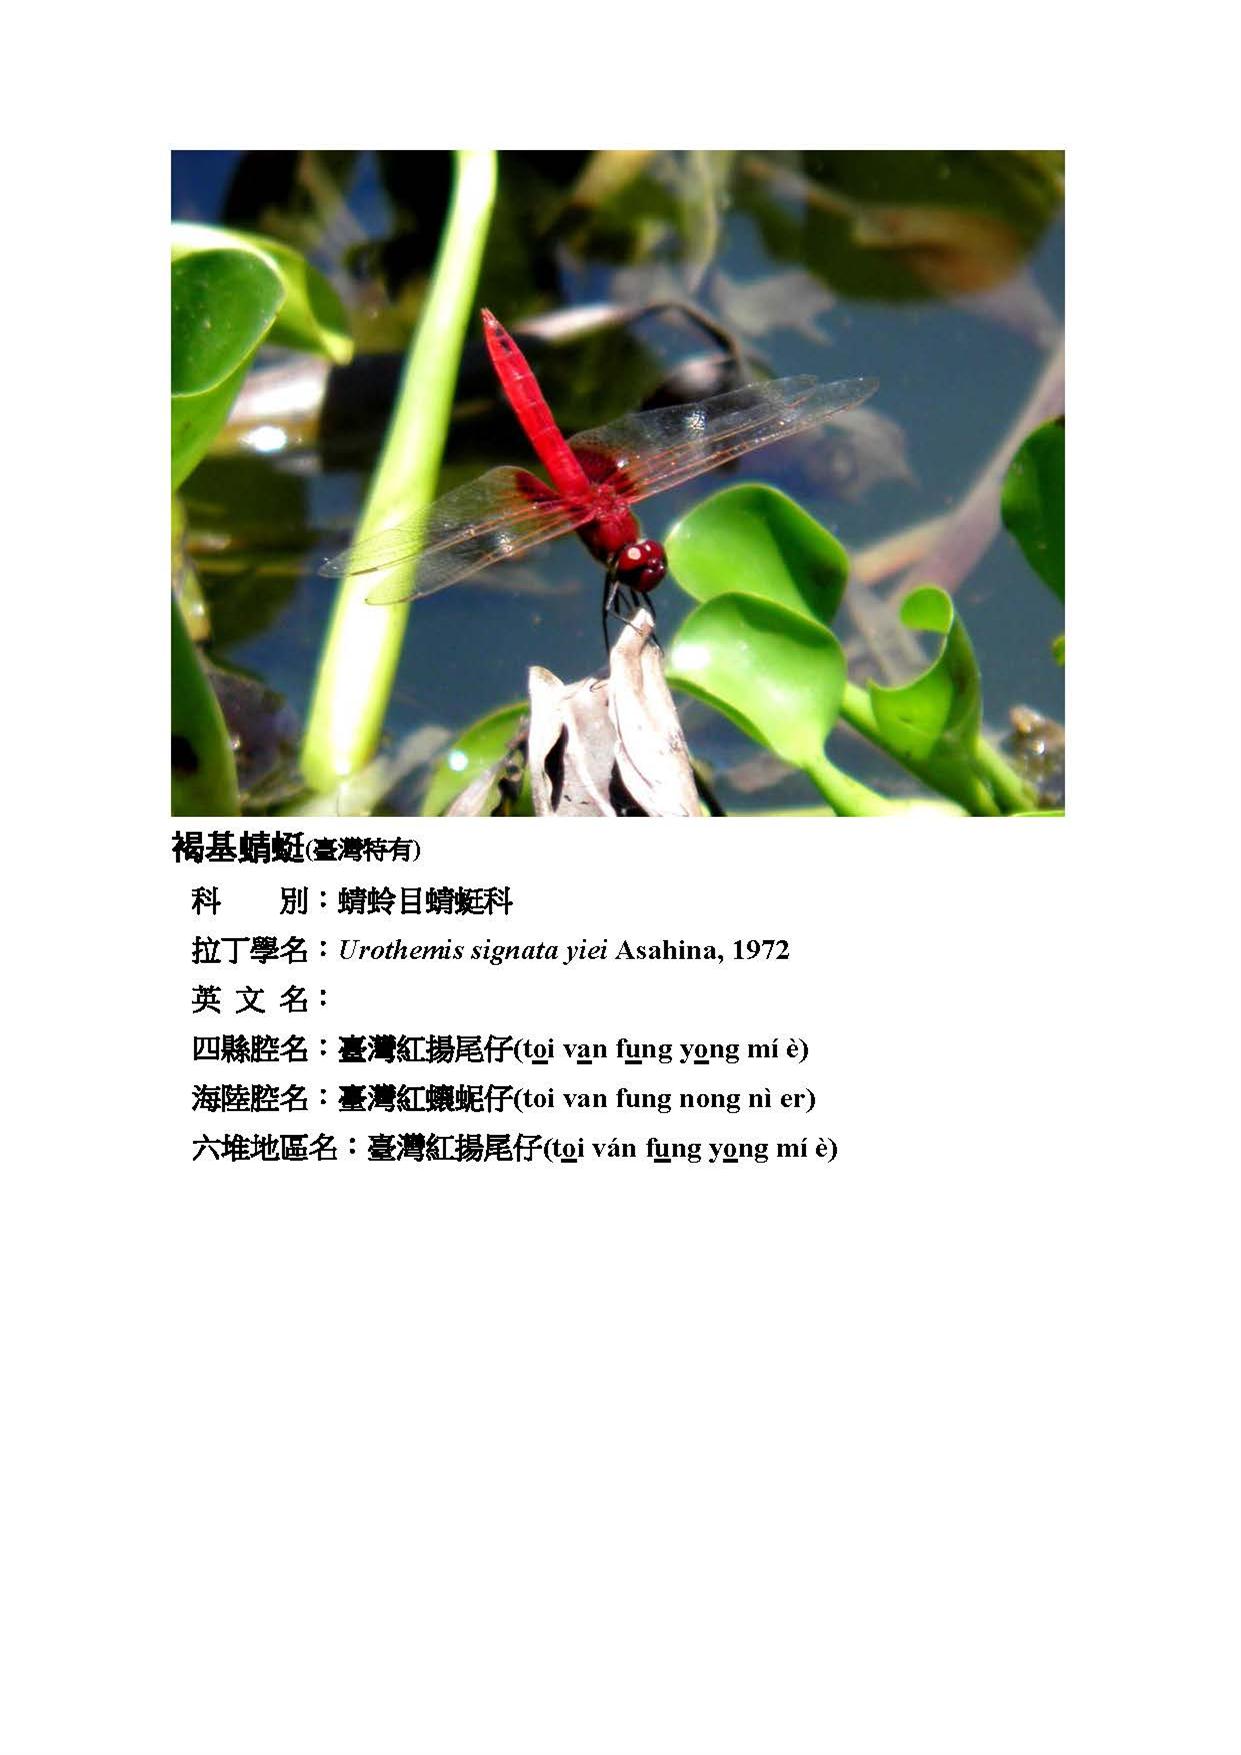 褐基蜻蜓(臺灣特有)
科　　別：蜻蛉目蜻蜓科
拉丁學名：Urothemis signata yiei Asahina, 1972
英 文 名：
四縣腔名：臺灣紅揚尾仔(toi van fung yong mí è)
海陸腔名：臺灣紅蠰蜺仔(toi van fung nong nì er)
六堆地區名：臺灣紅揚尾仔(toi ván fung yong mí è)